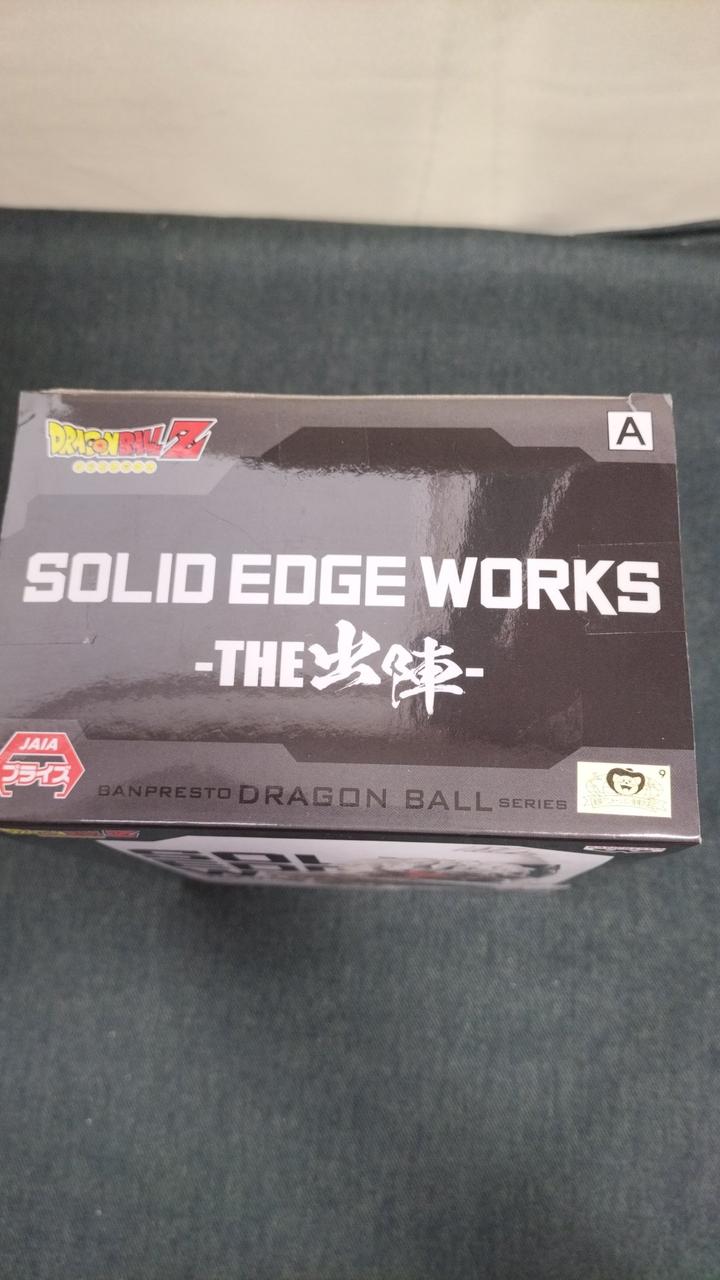 DRAGON BALL Z
A
SOLID EDGE WORKS
-THE出陣-
JAIA
プライズ
BANPRESTO DRAGON BALL SERIES
9